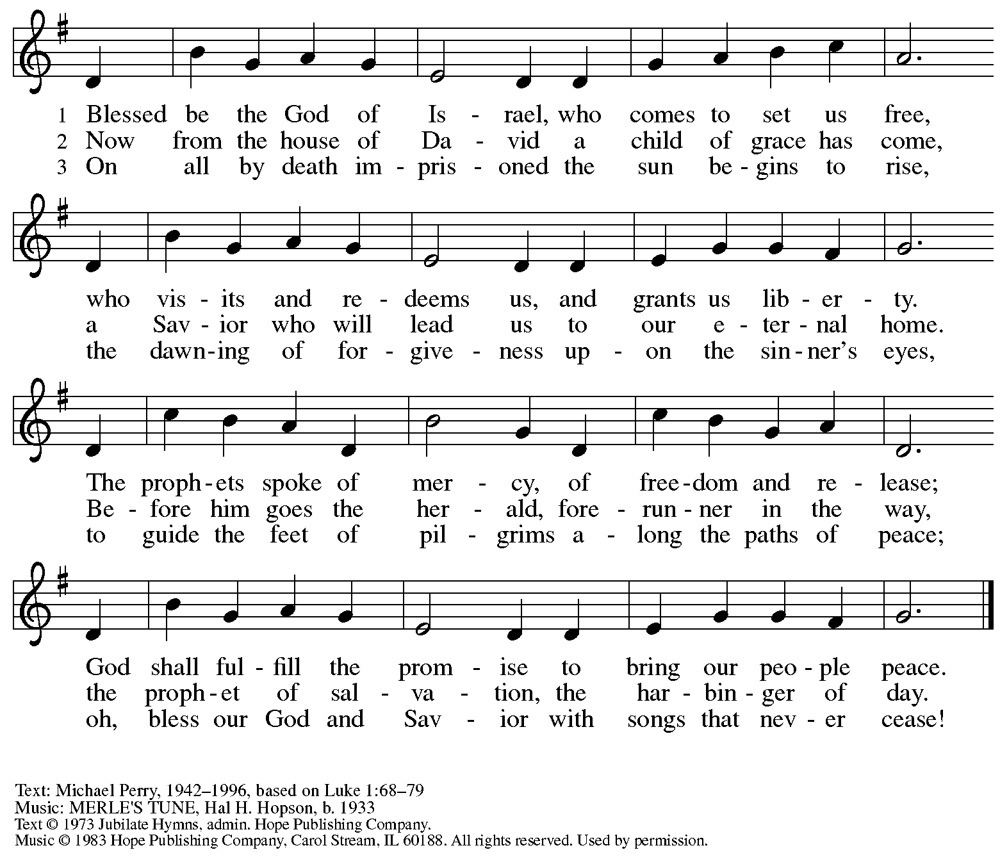 1 Blessed be the God of Is - rael, who comes to set us free,
2 Now from the house of Da - vid a child of grace has come,
3 On all by death im - pris - oned the sun be - gins to rise,
who vis - its and re - deems us, and grants us lib - er - ty.
a Sav - ior who will lead us to our e - ter - nal home.
the dawn - ing of for - give - ness up - on the sin - ner's eyes,
The proph - ets spoke of mer - cy, of free - dom and re - lease;
Be - fore him goes the her - ald, fore - run - ner in the way,
to guide the feet of pil - grims a - long the paths of peace;
God shall ful - fill the prom - ise to bring our peo - ple peace.
the proph - et of sal - va - tion, the har - bin - ger of day.
oh, bless our God and Sav - ior with songs that nev - er cease!
Text: Michael Perry, 1942–1996, based on Luke 1:68–79
Music: MERLE'S TUNE, Hal H. Hopson, b. 1933
Text © 1973 Jubilate Hymns, admin. Hope Publishing Company.
Music © 1983 Hope Publishing Company, Carol Stream, IL 60188. All rights reserved. Used by permission.